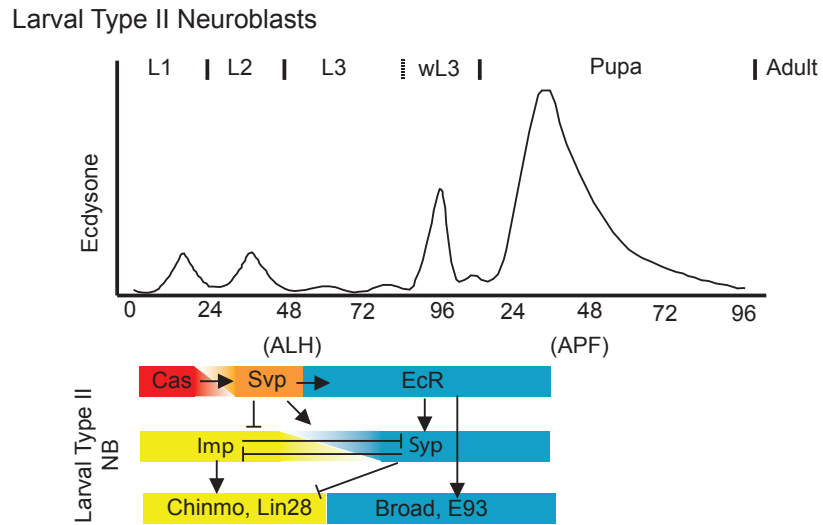 Larval Type II Neuroblasts
L1 L2 L3 wL3 Pupa Adult
Ecdysone
0 24 48 72 96 24 48 72 96
(ALH) (APF)
Larval Type II
NB
Cas Svp EcR
Imp Syp
Chinmo, Lin28 Broad, E93